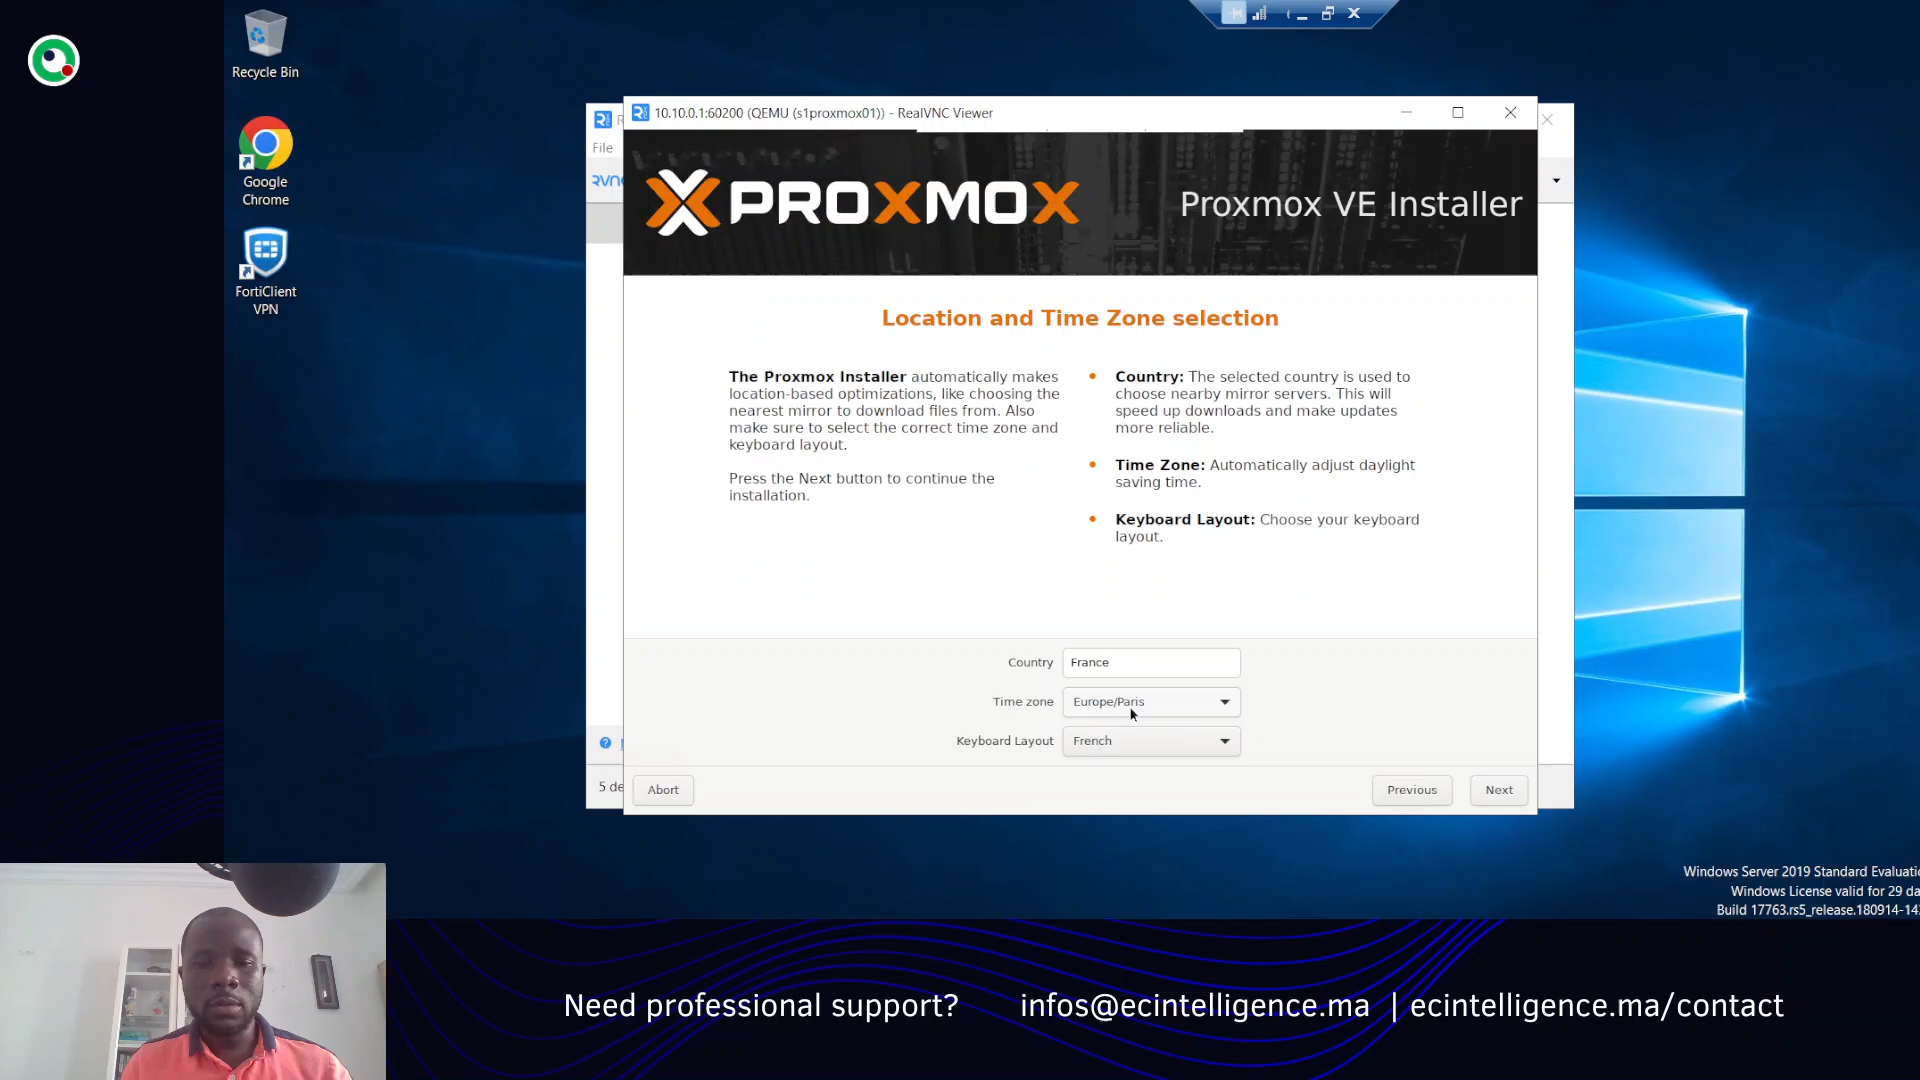 Recycle Bin
Google
Chrome
FortiClient
VPN
File
10.10.0.1:60200 (QEMU (s1proxmox01)) - RealVNC Viewer
PROXMOX
Proxmox VE Installer
Location and Time Zone selection
The Proxmox Installer automatically makes
location-based optimizations, like choosing the
nearest mirror to download files from. Also
make sure to select the correct time zone and
keyboard layout.
Press the Next button to continue the
installation.
Country: The selected country is used to
choose nearby mirror servers. This will
speed up downloads and make updates
more reliable.
Time Zone: Automatically adjust daylight
saving time.
Keyboard Layout: Choose your keyboard
layout.
Country France
Time zone Europe/Paris
Keyboard Layout French
5 de
Abort
Previous
Next
Windows Server 2019 Standard Evaluatio
Windows License valid for 29 da
Build 17763.rs5_release.180914-143
Need professional support? infos@ecintelligence.ma | ecintelligence.ma/contact